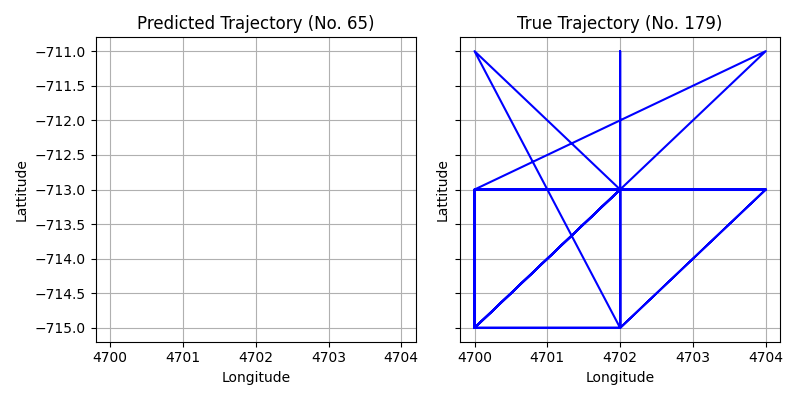 Predicted Trajectory (No. 65)
True Trajectory (No. 179)
−711.0
−711.5
−712.0
−712.5
−713.0
−713.5
−714.0
−714.5
−715.0
Lattitude
Lattitude
4700 4701 4702 4703 4704
4700 4701 4702 4703 4704
Longitude
Longitude